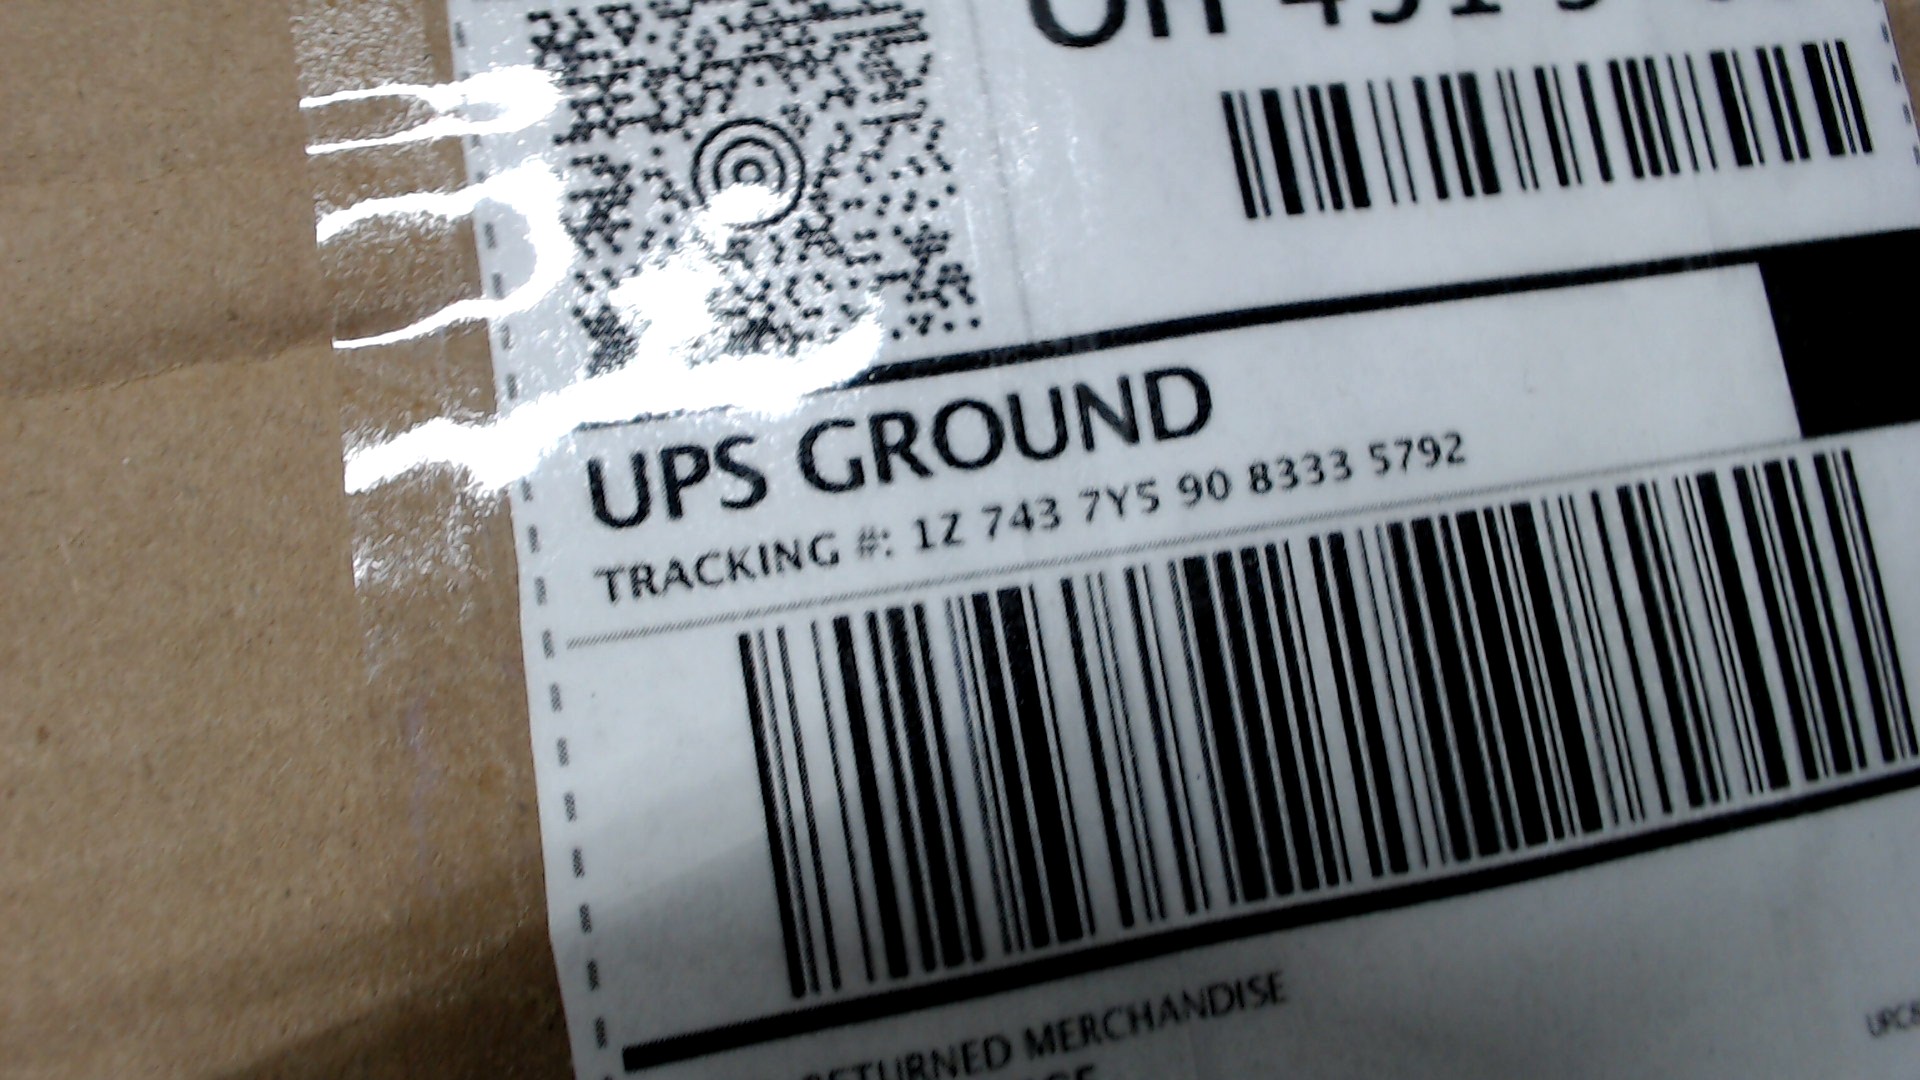 UPS GROUND
TRACKING #: 1Z 743 7Y5 90 8333 5792
RETURNED MERCHANDISE